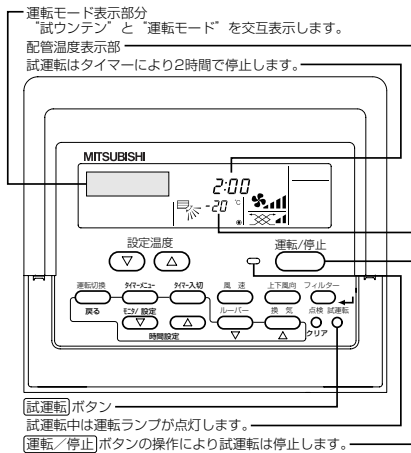 運転モード表示部分
“試ウンテン”と“運転モード”を交互表示します。
配管温度表示部
試運転はタイマーにより2時間で停止します。
MITSUBISHI
2:00
-20 ℃
設定温度
運転/停止
運転切換 タイマーメニュー タイマー入切 風 速 上下風向 フィルター
戻る モニタ/設定 ルーバー 換 気 点検 試運転
時間設定 クリア
試運転ボタン
試運転中は運転ランプが点灯します。
運転/停止ボタンの操作により試運転は停止します。